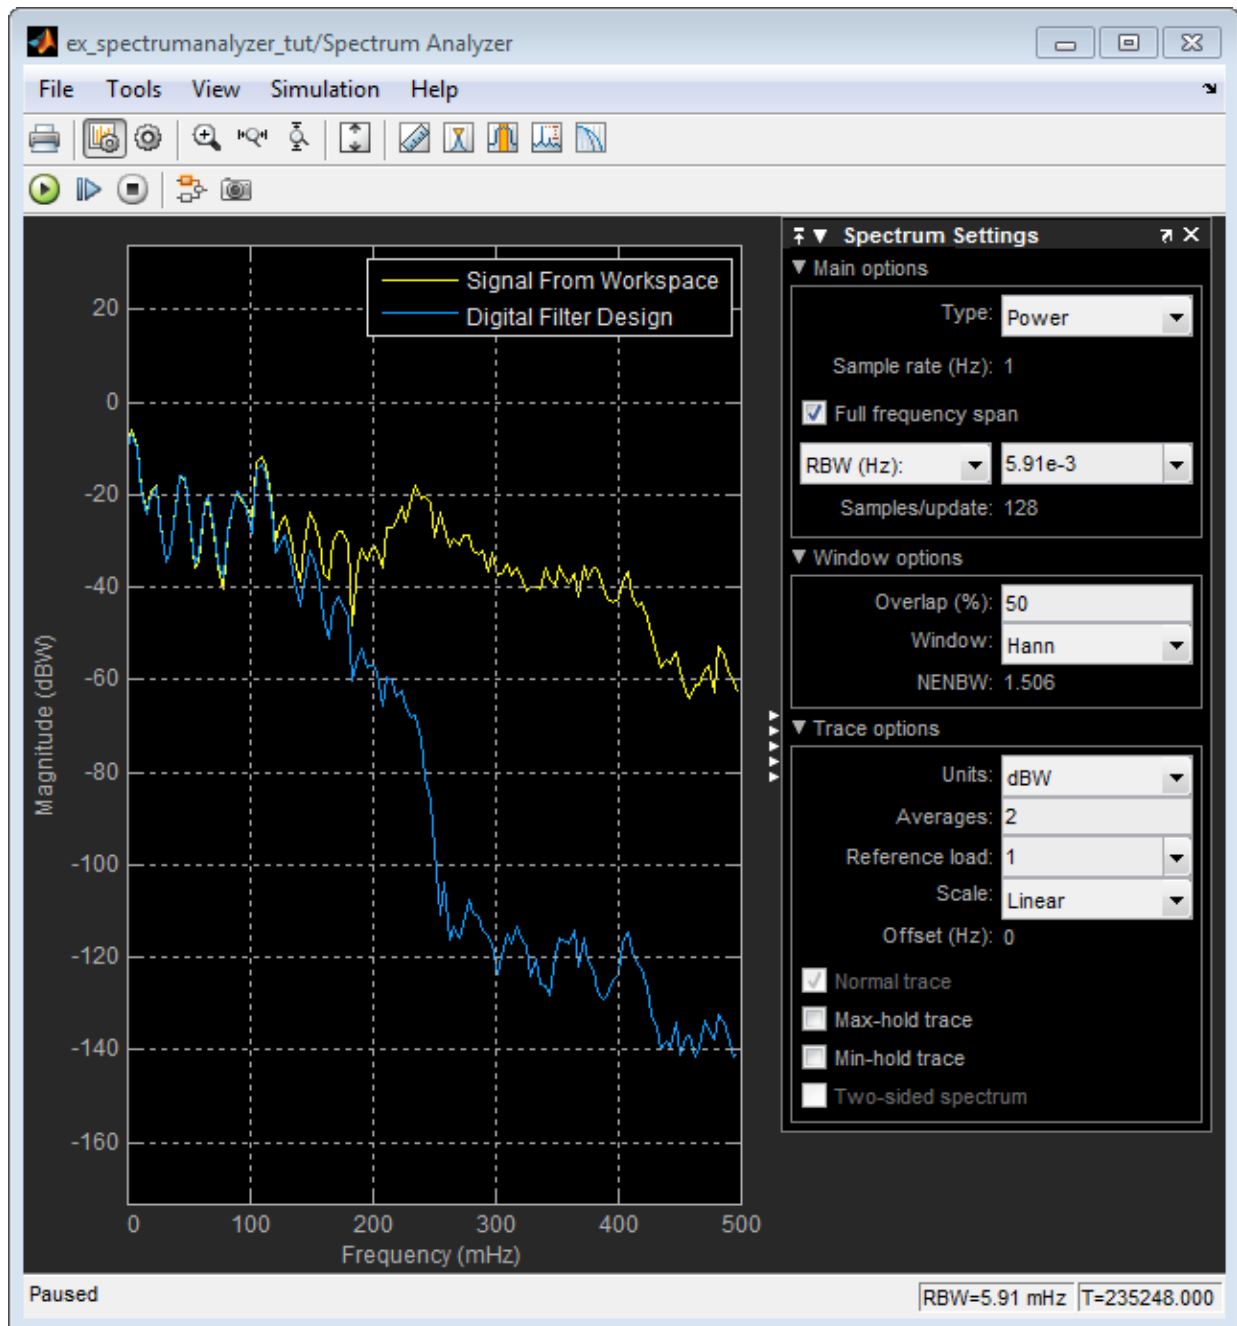 ex_spectrumanalyzer_tut/Spectrum Analyzer
File Tools View Simulation Help
Signal From Workspace
Digital Filter Design
20
0
-20
-40
-60
-80
-100
-120
-140
-160
Magnitude (dBW)
0 100 200 300 400 500
Frequency (mHz)
Spectrum Settings
Main options
Type: Power
Sample rate (Hz): 1
Full frequency span
RBW (Hz): 5.91e-3
Samples/update: 128
Window options
Overlap (%): 50
Window: Hann
NENBW: 1.506
Trace options
Units: dBW
Averages: 2
Reference load: 1
Scale: Linear
Offset (Hz): 0
Normal trace
Max-hold trace
Min-hold trace
Two-sided spectrum
Paused
RBW=5.91 mHz T=235248.000